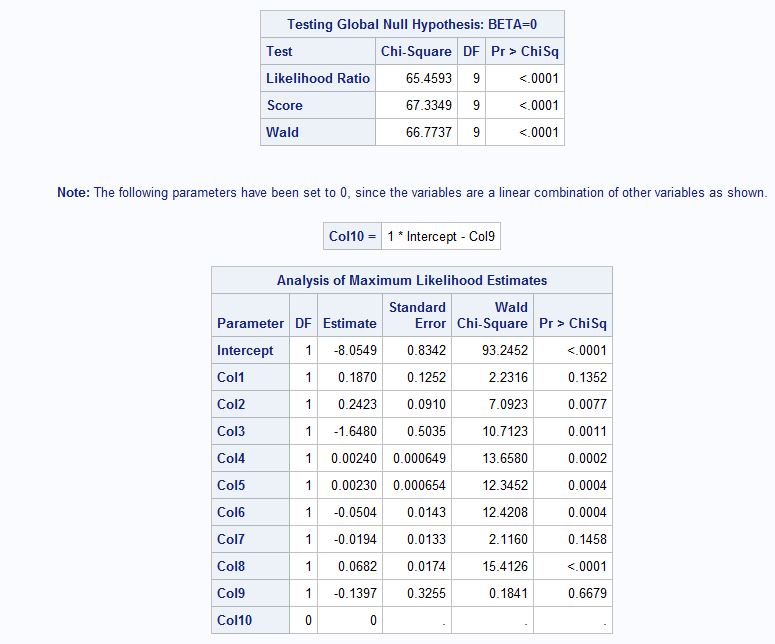 Testing Global Null Hypothesis: BETA=0
Test Chi-Square DF Pr > ChiSq
Likelihood Ratio 65.4593 9 <.0001
Score 67.3349 9 <.0001
Wald 66.7737 9 <.0001
Note: The following parameters have been set to 0, since the variables are a linear combination of other variables as shown.
Col10 = 1 * Intercept - Col9
Analysis of Maximum Likelihood Estimates
Parameter DF Estimate Standard Error Wald Chi-Square Pr > ChiSq
Intercept 1 -8.0549 0.8342 93.2452 <.0001
Col1 1 0.1870 0.1252 2.2316 0.1352
Col2 1 0.2423 0.0910 7.0923 0.0077
Col3 1 -1.6480 0.5035 10.7123 0.0011
Col4 1 0.00240 0.000649 13.6580 0.0002
Col5 1 0.00230 0.000654 12.3452 0.0004
Col6 1 -0.0504 0.0143 12.4208 0.0004
Col7 1 -0.0194 0.0133 2.1160 0.1458
Col8 1 0.0682 0.0174 15.4126 <.0001
Col9 1 -0.1397 0.3255 0.1841 0.6679
Col10 0 0 . . .